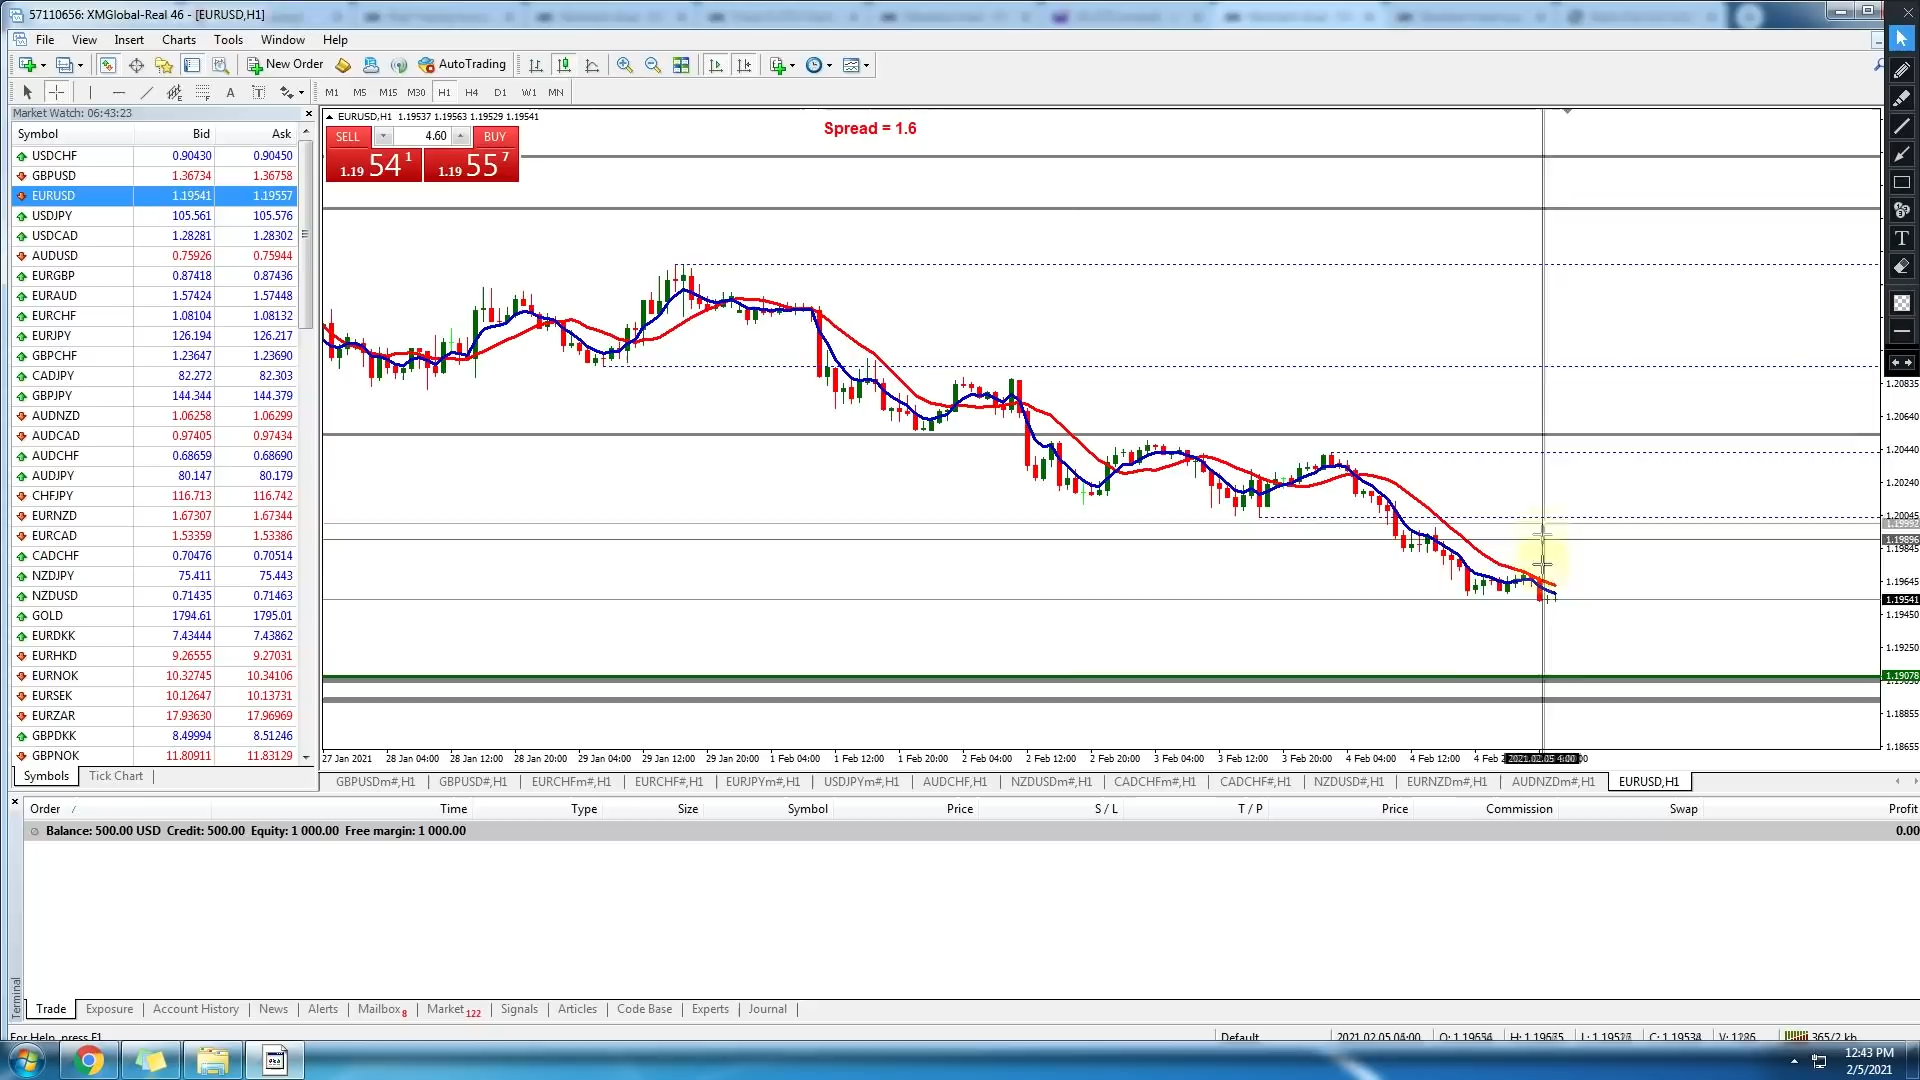 57110656: XMGlobal-Real 46 - [EURUSD,H1]
File View Insert Charts Tools Window Help
New Order AutoTrading
A T M1 M5 M15 M30 H1 H4 D1 W1 MN
Market Watch: 06:43:23
Symbol Bid Ask
USDCHF 0.90430 0.90450
GBPUSD 1.36734 1.36758
EURUSD 1.19541 1.19557
USDJPY 105.561 105.576
USDCAD 1.28281 1.28302
AUDUSD 0.75926 0.75944
EURGBP 0.87418 0.87436
EURAUD 1.57424 1.57448
EURCHF 1.08104 1.08132
EURJPY 126.194 126.217
GBPCHF 1.23647 1.23690
CADJPY 82.272 82.303
GBPJPY 144.344 144.379
AUDNZD 1.06258 1.06299
AUDCAD 0.97405 0.97434
AUDCHF 0.68659 0.68690
AUDJPY 80.147 80.179
CHFJPY 116.713 116.742
EURNZD 1.67307 1.67344
EURCAD 1.53359 1.53386
CADCHF 0.70476 0.70514
NZDJPY 75.411 75.443
NZDUSD 0.71435 0.71463
GOLD 1794.61 1795.01
EURDKK 7.43444 7.43862
EURHKD 9.26555 9.27031
EURNOK 10.32745 10.34106
EURSEK 10.12647 10.13731
EURZAR 17.93630 17.96969
GBPDKK 8.49994 8.51246
GBPNOK 11.80911 11.83129
Symbols Tick Chart
EURUSD,H1 1.19537 1.19563 1.19529 1.19541
SELL 4.60 BUY
1.19 54 1 1.19 55 7
Spread = 1.6
1.20835
1.20640
1.20440
1.20240
1.20045
1.19896
1.19845
1.19645
1.19541
1.19450
1.19250
1.19078
1.18855
1.18655
27 Jan 2021 28 Jan 04:00 28 Jan 12:00 28 Jan 20:00 29 Jan 04:00 29 Jan 12:00 29 Jan 20:00 1 Feb 04:00 1 Feb 12:00 1 Feb 20:00 2 Feb 04:00 2 Feb 12:00 2 Feb 20:00 3 Feb 04:00 3 Feb 12:00 3 Feb 20:00 4 Feb 04:00 4 Feb 12:00 4 Feb
GBPUSDm#,H1 GBPUSD#,H1 EURCHFm#,H1 EURCHF#,H1 EURJPYm#,H1 USDJPYm#,H1 AUDCHF,H1 NZDUSDm#,H1 CADCHFm#,H1 CADCHF#,H1 NZDUSD#,H1 EURNZDm#,H1 AUDNZDm#,H1 EURUSD,H1
Order Time Type Size Symbol Price S / L T / P Price Commission Swap Profit
Balance: 500.00 USD Credit: 500.00 Equity: 1 000.00 Free margin: 1 000.00 0.00
Terminal
Trade Exposure Account History News Alerts Mailbox 8 Market 122 Signals Articles Code Base Experts Journal
For Help, press F1 Default 365/2 kb
12:43 PM
2/5/2021